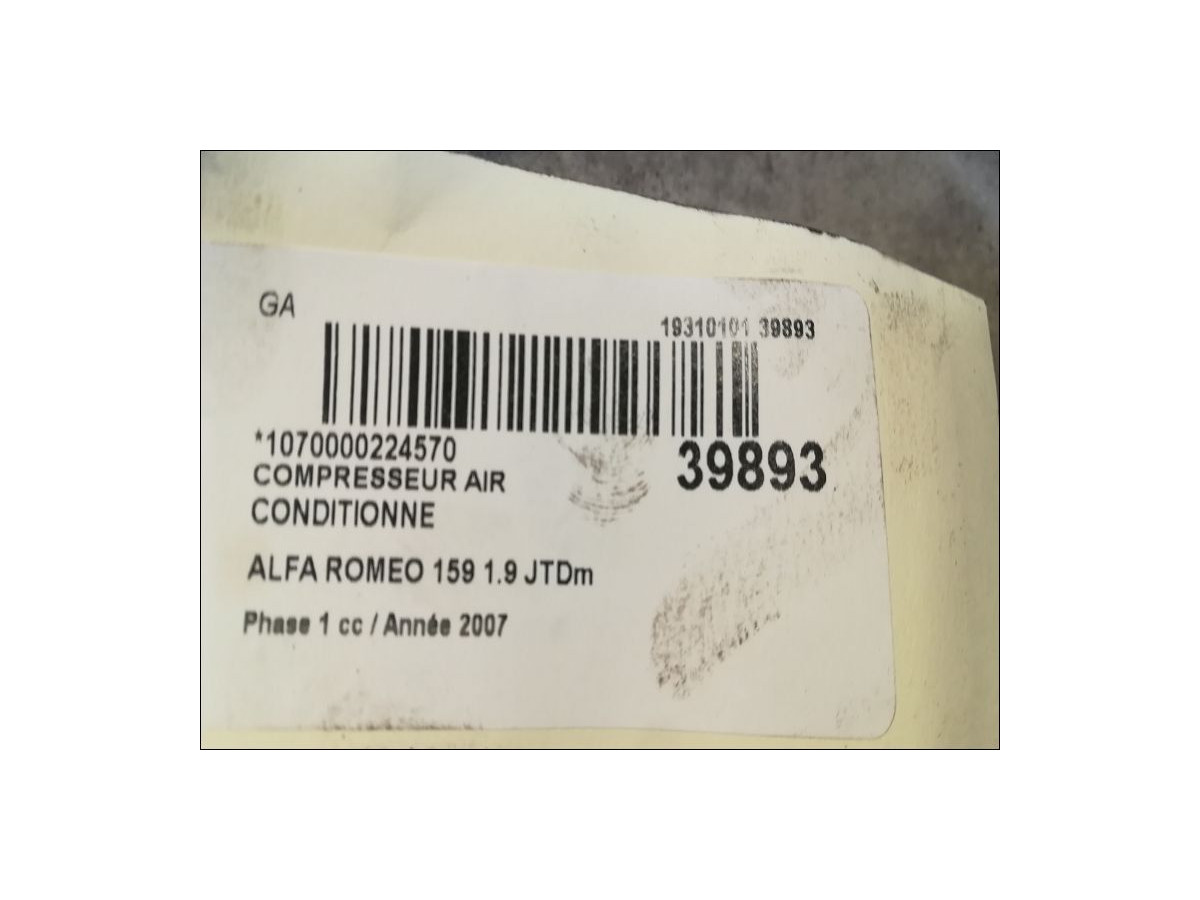 GA
19310101 39893
*1070000224570
39893
COMPRESSEUR AIR
CONDITIONNE
ALFA ROMEO 159 1.9 JTDm
Phase 1 cc / Année 2007